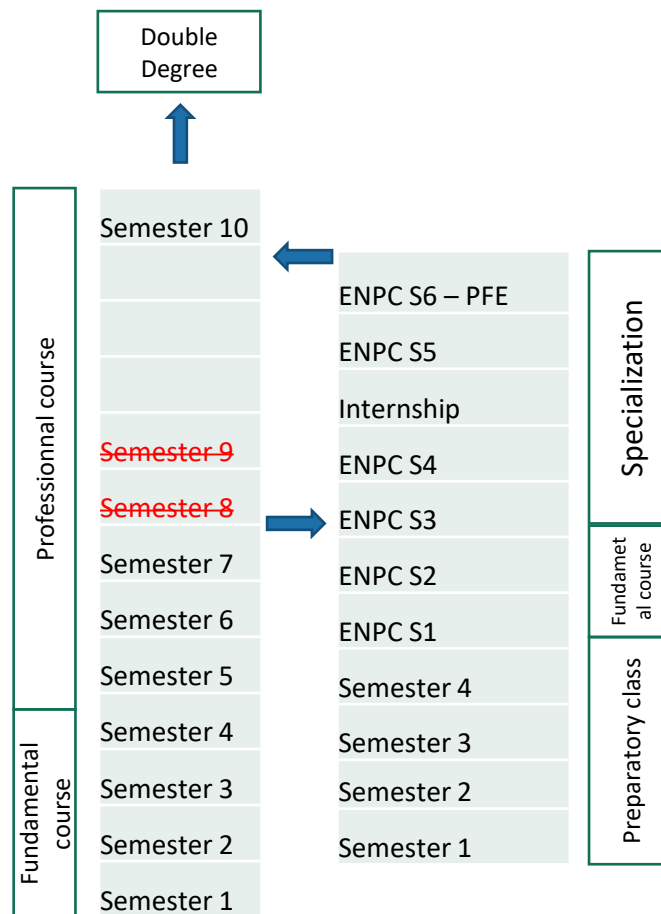 Double
Degree
Professionnal course
Fundamental
course
Semester 10
Semester 9
Semester 8
Semester 7
Semester 6
Semester 5
Semester 4
Semester 3
Semester 2
Semester 1
ENPC S6 – PFE
ENPC S5
Internship
ENPC S4
ENPC S3
ENPC S2
ENPC S1
Semester 4
Semester 3
Semester 2
Semester 1
Specialization
Fundamet
al course
Preparatory class